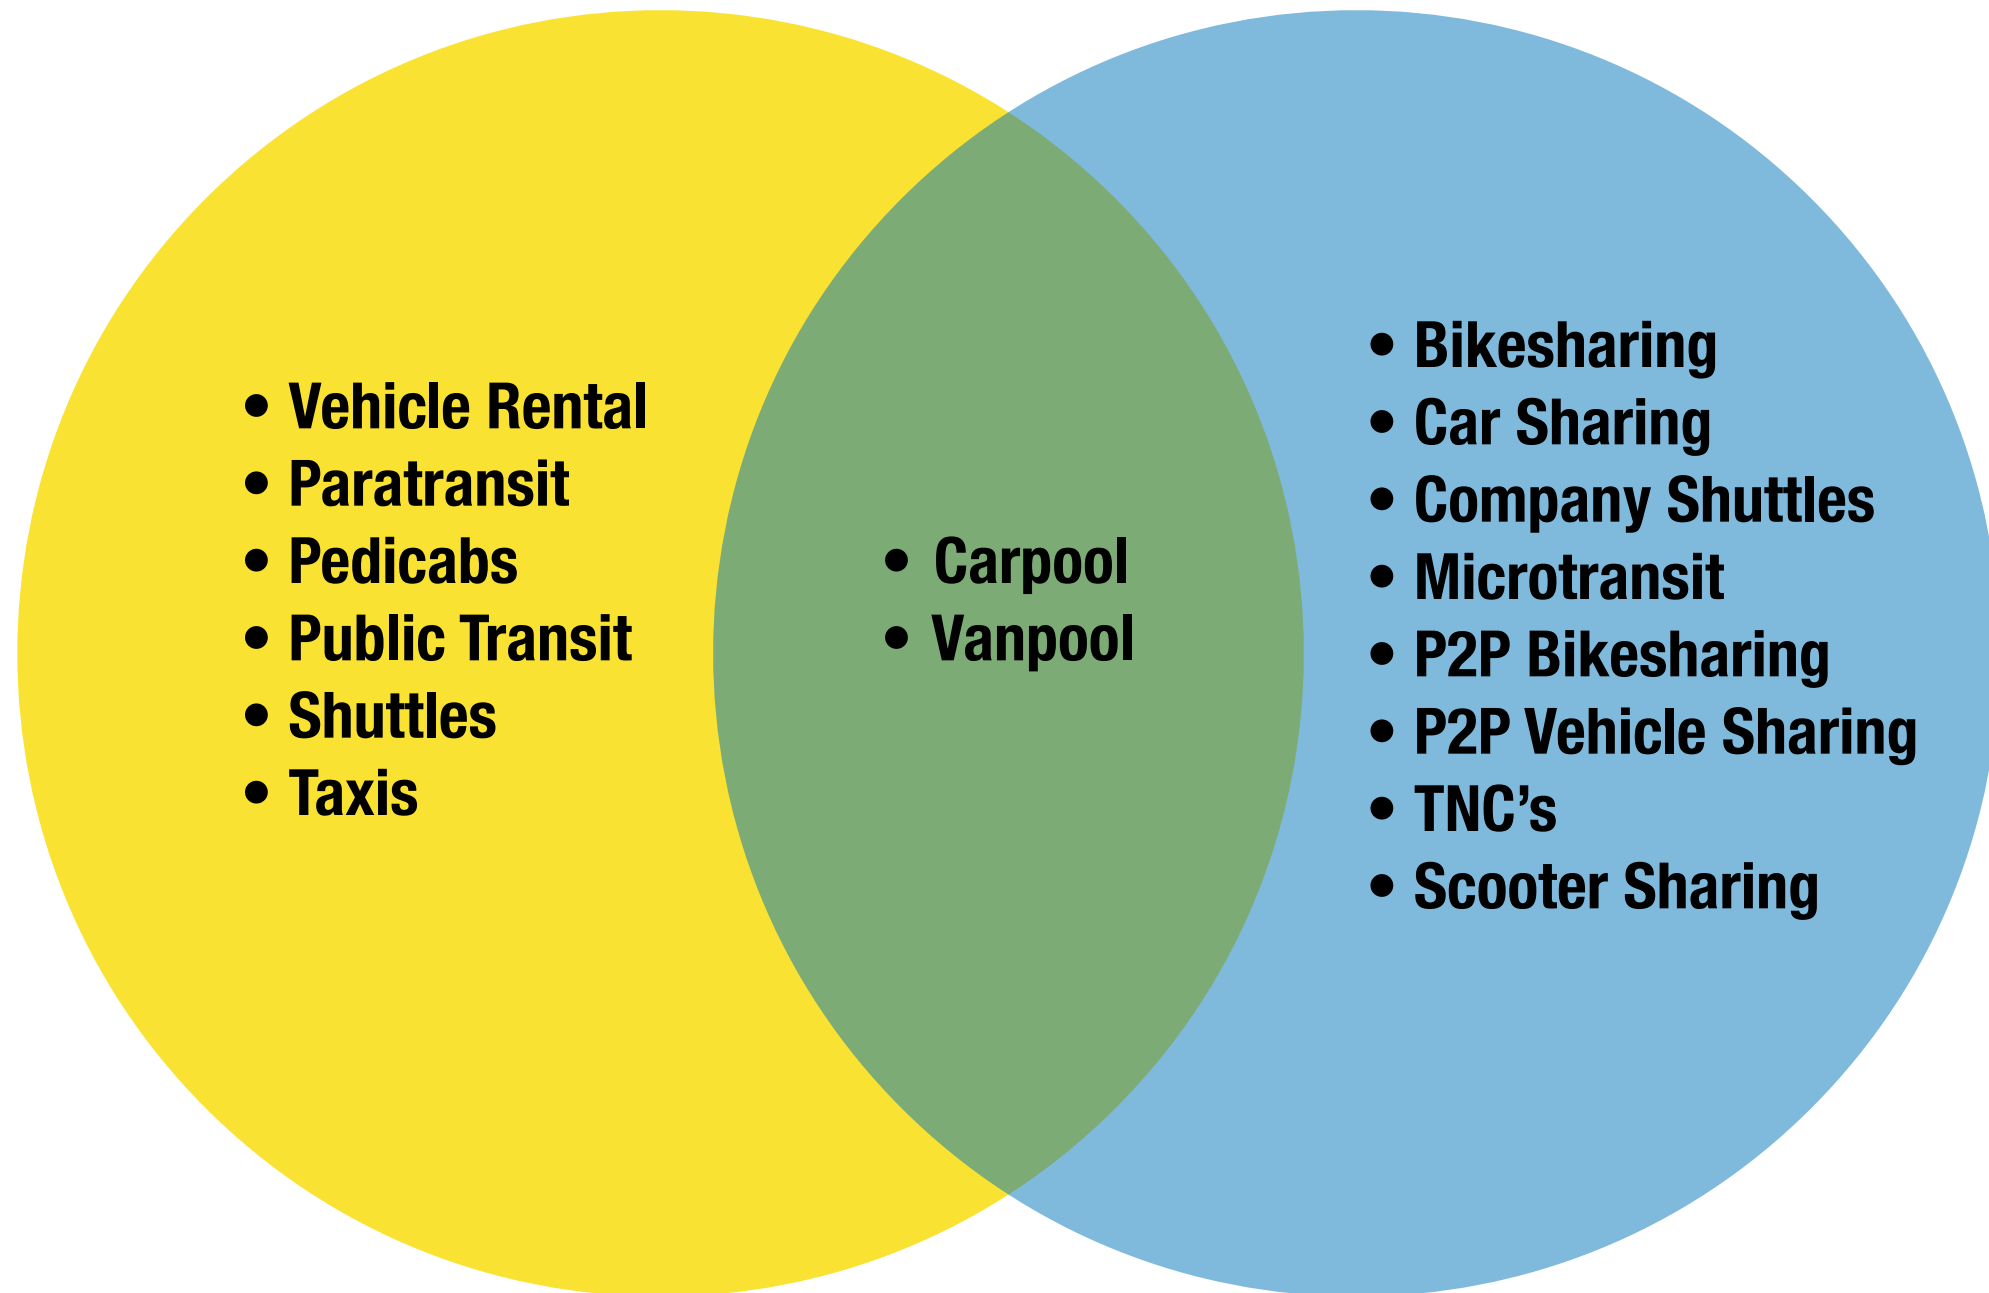 • Vehicle Rental
• Paratransit
• Pedicabs
• Public Transit
• Shuttles
• Taxis
• Carpool
• Vanpool
• Bikesharing
• Car Sharing
• Company Shuttles
• Microtransit
• P2P Bikesharing
• P2P Vehicle Sharing
• TNC’s
• Scooter Sharing